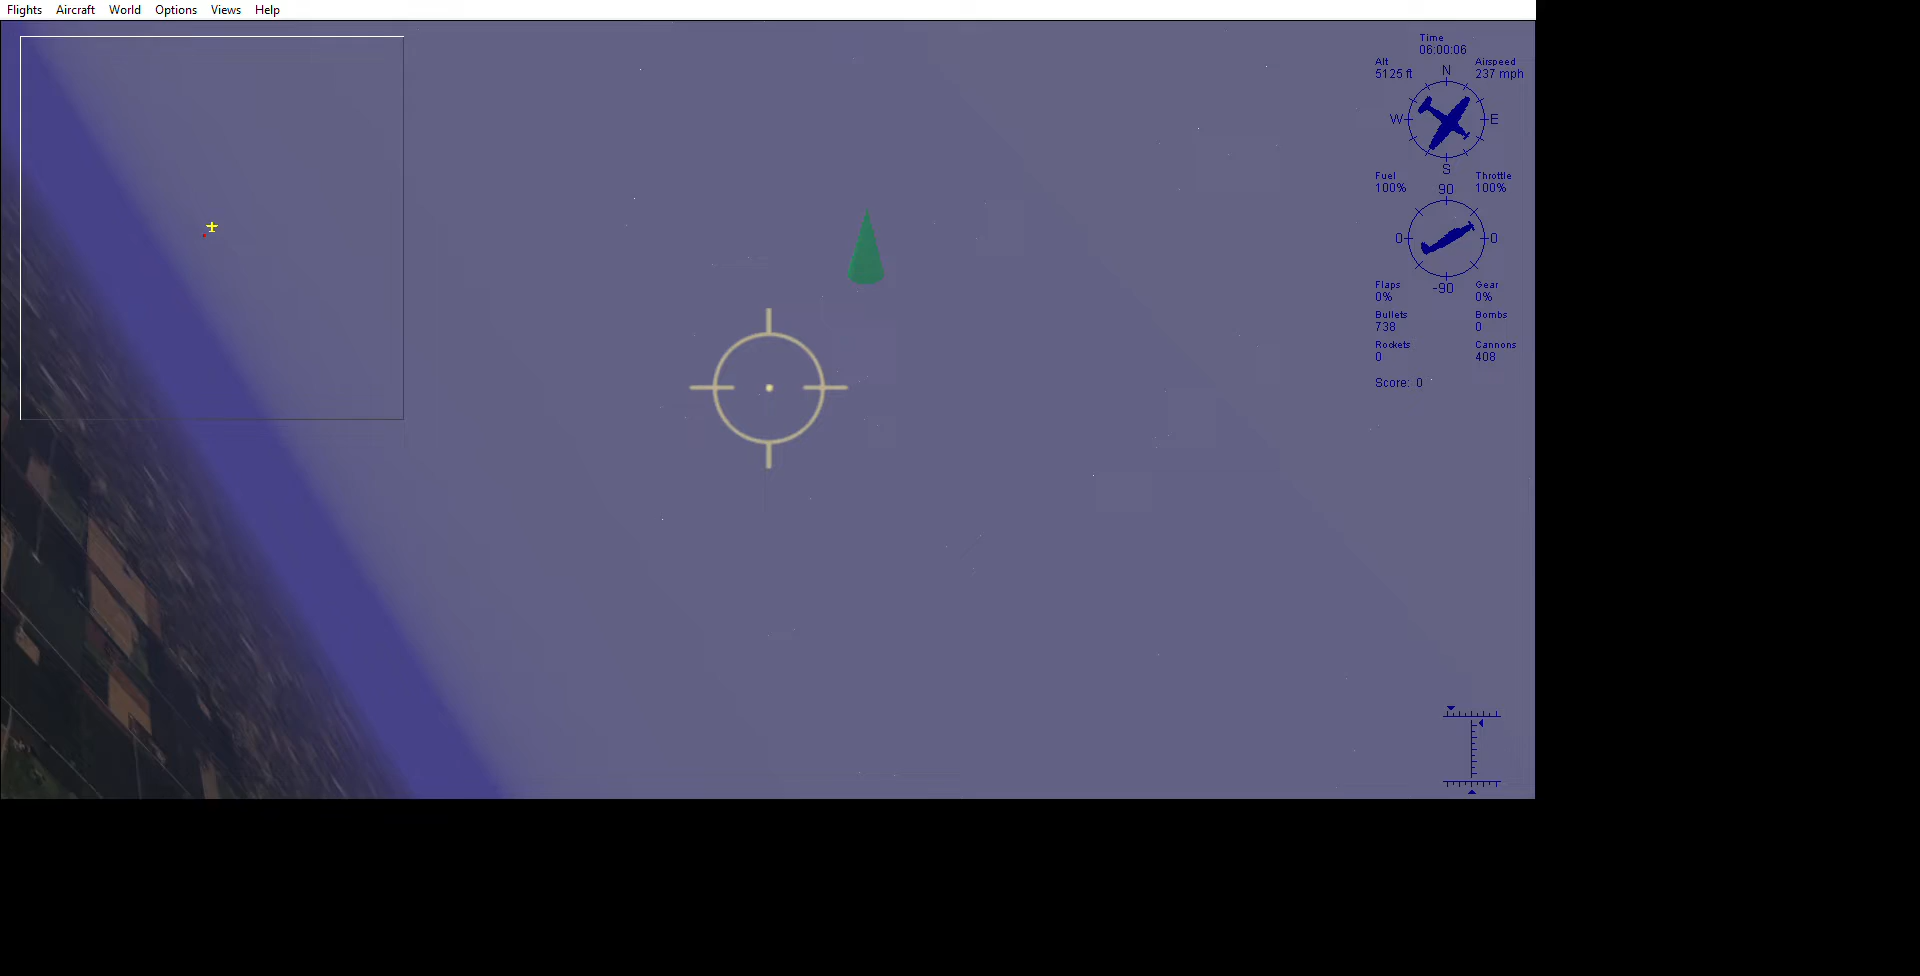 Flights Aircraft World Options Views Help
Time
06:00:06
Alt Airspeed
5125 ft 237 mph
N
W E
S
Fuel Throttle
100% 100%
90
0 0
-90
Flaps Gear
0% 0%
Bullets Bombs
738 0
Rockets Cannons
0 408
Score: 0